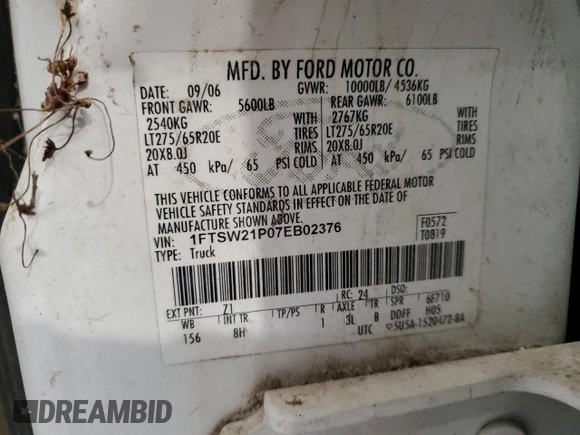 MFD. BY FORD MOTOR CO.
DATE: 09/06 GVWR: 10000LB/ 4536KG
FRONT GAWR: 5600LB REAR GAWR: 6100LB
2540KG WITH 2767KG WITH
LT275/65R20E TIRES LT275/65R20E TIRES
20X8.0J RIMS 20X8.0J RIMS
AT 450 kPa/ 65 PSI COLD AT 450 kPa/ 65 PSI COLD
THIS VEHICLE CONFORMS TO ALL APPLICABLE FEDERAL MOTOR
VEHICLE SAFETY STANDARDS IN EFFECT ON THE DATE OF
MANUFACTURE SHOWN ABOVE.
VIN: 1FTSW21P07EB02376 F0572
TYPE: Truck T0819
EXT PNT: Z1 RC: 24 DSO:
WB INT TR TP/PS R AXLE TR SPR 6F710
156 8H 1 3L B DDFF H05
UTC 5U5A-1520472-BA
DREAMBID